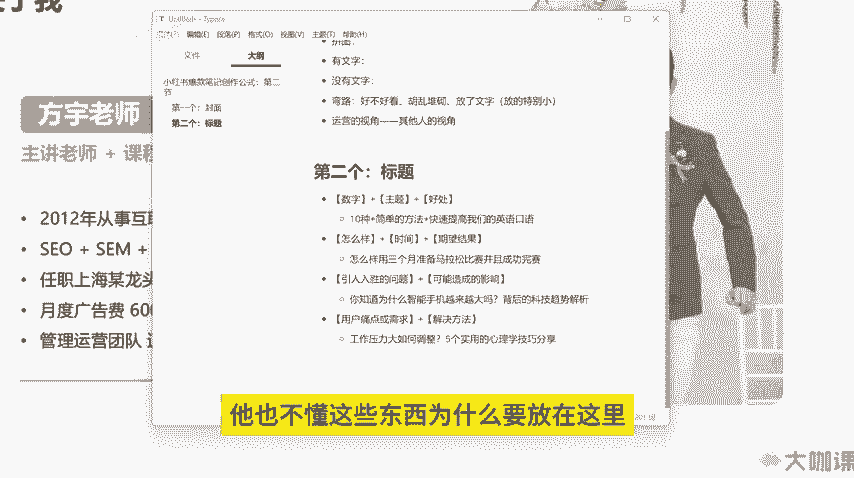 于我
Untitled - Typora
编辑(E) 段落(P) 格式(O) 视图(V) 主题(T) 帮助(H)
文件 大纲
小红书爆款笔记创作公式：第二节
第一个：封面
第二个：标题
拼图：
有文字：
没有文字：
弯路：好不好看、胡乱堆砌、放了文字（放的特别小）
运营的视角——其他人的视角
第二个：标题
【数字】+【主题】+【好处】
10种+简单的方法+快速提高我们的英语口语
【怎么样】+【时间】+【期望结果】
怎么样用三个月准备马拉松比赛并且成功完赛
【引人入胜的问题】+【可能造成的影响】
你知道为什么智能手机越来越大吗？背后的科技趋势解析
【用户痛点或需求】+【解决方法】
工作压力大如何调整？5个实用的心理学技巧分享
方宇老师
主讲老师 + 课程
2012年从事互联
SEO + SEM +
任职上海某龙头
月度广告费 600
管理运营团队
他也不懂这些东西为什么要放在这里
大咖课